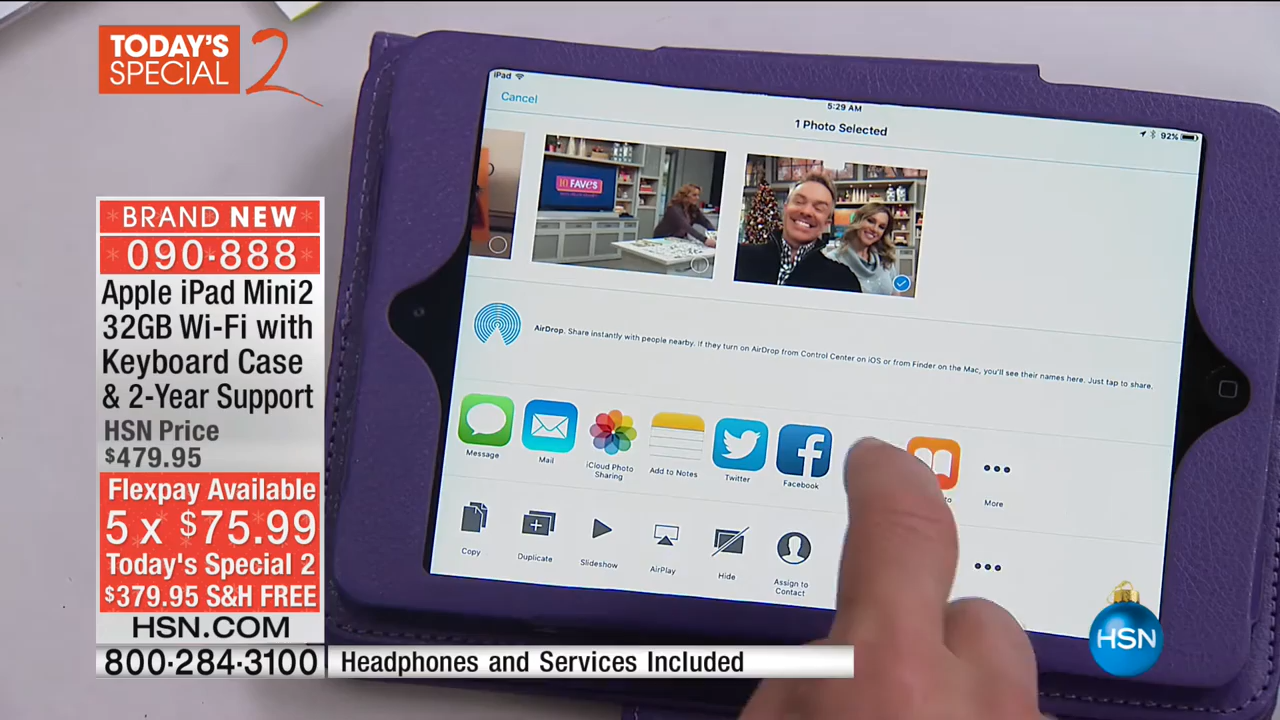 TODAY'S
SPECIAL 2
BRAND NEW
090-888
Apple iPad Mini2
32GB Wi-Fi with
Keyboard Case
& 2-Year Support
HSN Price
$479.95
Flexpay Available
5 x $75.99
Today's Special 2
$379.95 S&H FREE
HSN.COM
800-284-3100
Headphones and Services Included
HSN
iPad
5:29 AM
92%
Cancel
1 Photo Selected
10 FAVES
AirDrop. Share instantly with people nearby. If they turn on AirDrop from Control Center on iOS or from Finder on the Mac, you'll see their names here. Just tap to share.
Message
Mail
iCloud Photo
Sharing
Add to Notes
Twitter
Facebook
More
Copy
Duplicate
Slideshow
AirPlay
Hide
Assign to
Contact